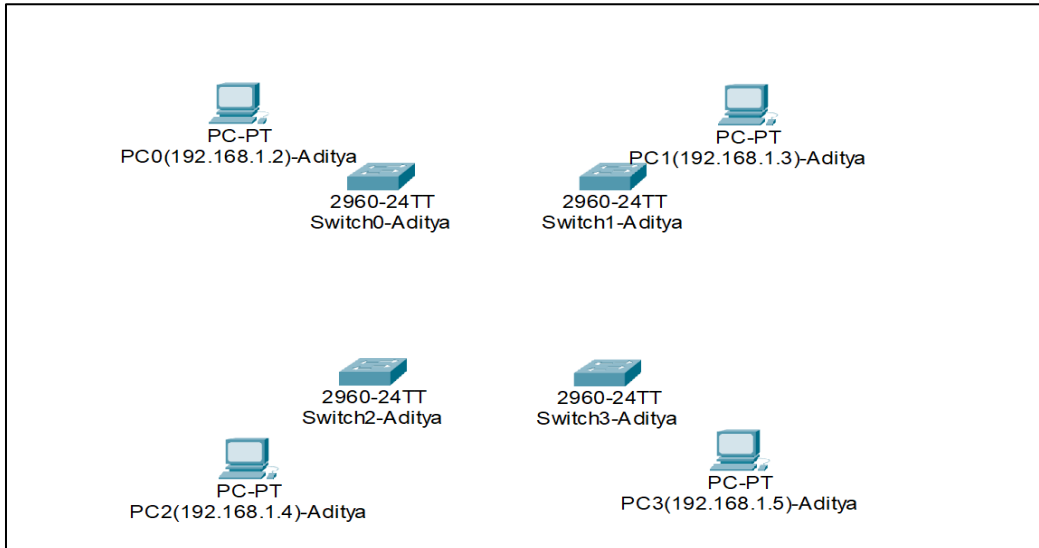 PC-PT
PC0(192.168.1.2)-Aditya
PC-PT
PC1(192.168.1.3)-Aditya
2960-24TT
Switch0-Aditya
2960-24TT
Switch1-Aditya
2960-24TT
Switch2-Aditya
2960-24TT
Switch3-Aditya
PC-PT
PC2(192.168.1.4)-Aditya
PC-PT
PC3(192.168.1.5)-Aditya